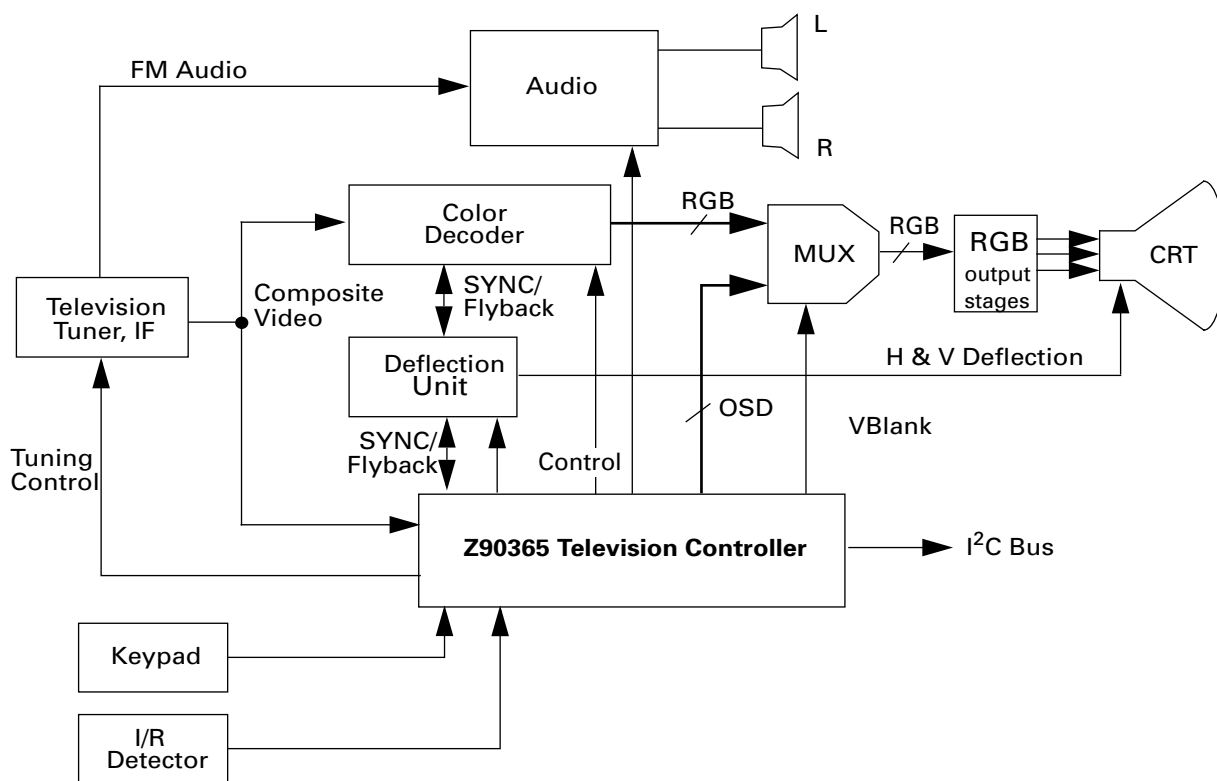 L
FM Audio
Audio
R
Color
Decoder
RGB
MUX
RGB
RGB
output
stages
CRT
Television
Tuner, IF
Composite
Video
SYNC/
Flyback
Deflection
Unit
H & V Deflection
OSD
VBlank
SYNC/
Flyback
Control
Tuning
Control
Z90365 Television Controller
I²C Bus
Keypad
I/R
Detector